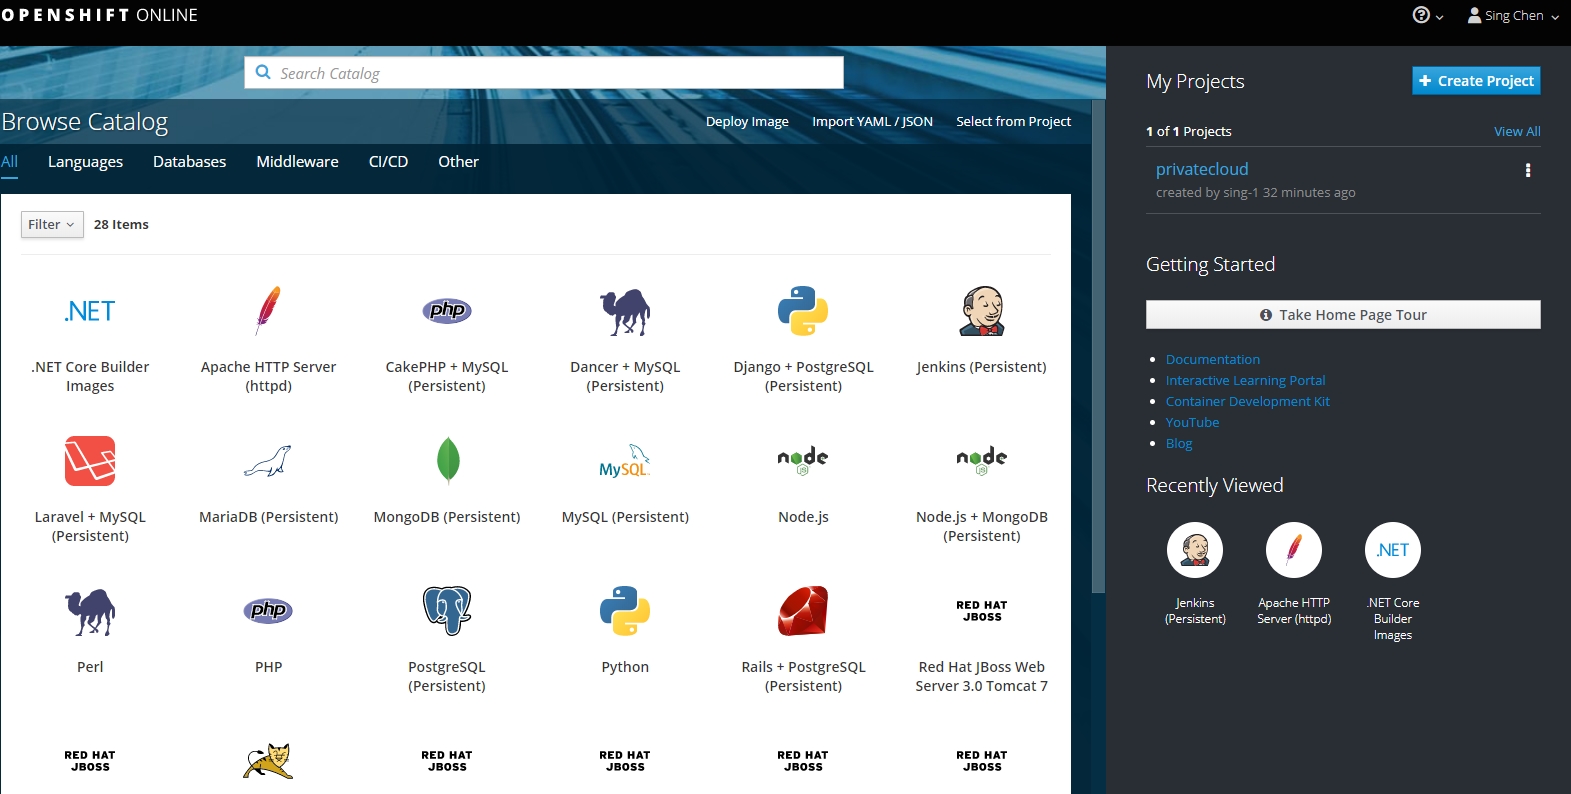 OPENSHIFT ONLINE
Sing Chen
Search Catalog
Browse Catalog
Deploy Image
Import YAML / JSON
Select from Project
All
Languages
Databases
Middleware
CI/CD
Other
Filter
28 Items
.NET
php
.NET Core Builder
Images
Apache HTTP Server
(httpd)
CakePHP + MySQL
(Persistent)
Dancer + MySQL
(Persistent)
Django + PostgreSQL
(Persistent)
Jenkins (Persistent)
MySQL
node
JS
node
JS
Laravel + MySQL
(Persistent)
MariaDB (Persistent)
MongoDB (Persistent)
MySQL (Persistent)
Node.js
Node.js + MongoDB
(Persistent)
php
RED HAT
JBOSS
Perl
PHP
PostgreSQL
(Persistent)
Python
Rails + PostgreSQL
(Persistent)
Red Hat JBoss Web
Server 3.0 Tomcat 7
RED HAT
JBOSS
RED HAT
JBOSS
RED HAT
JBOSS
RED HAT
JBOSS
RED HAT
JBOSS
My Projects
Create Project
1 of 1 Projects
View All
privatecloud
created by sing-1 32 minutes ago
Getting Started
Take Home Page Tour
Documentation
Interactive Learning Portal
Container Development Kit
YouTube
Blog
Recently Viewed
.NET
Jenkins
(Persistent)
Apache HTTP
Server (httpd)
.NET Core
Builder
Images